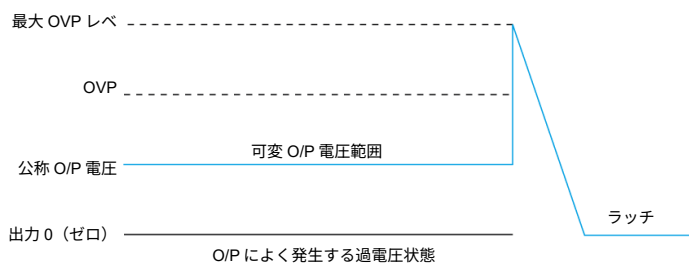 最大 OVP レベ
OVP
可変 O/P 電圧範囲
公称 O/P 電圧
ラッチ
出力 0（ゼロ）
O/P によく発生する過電圧状態